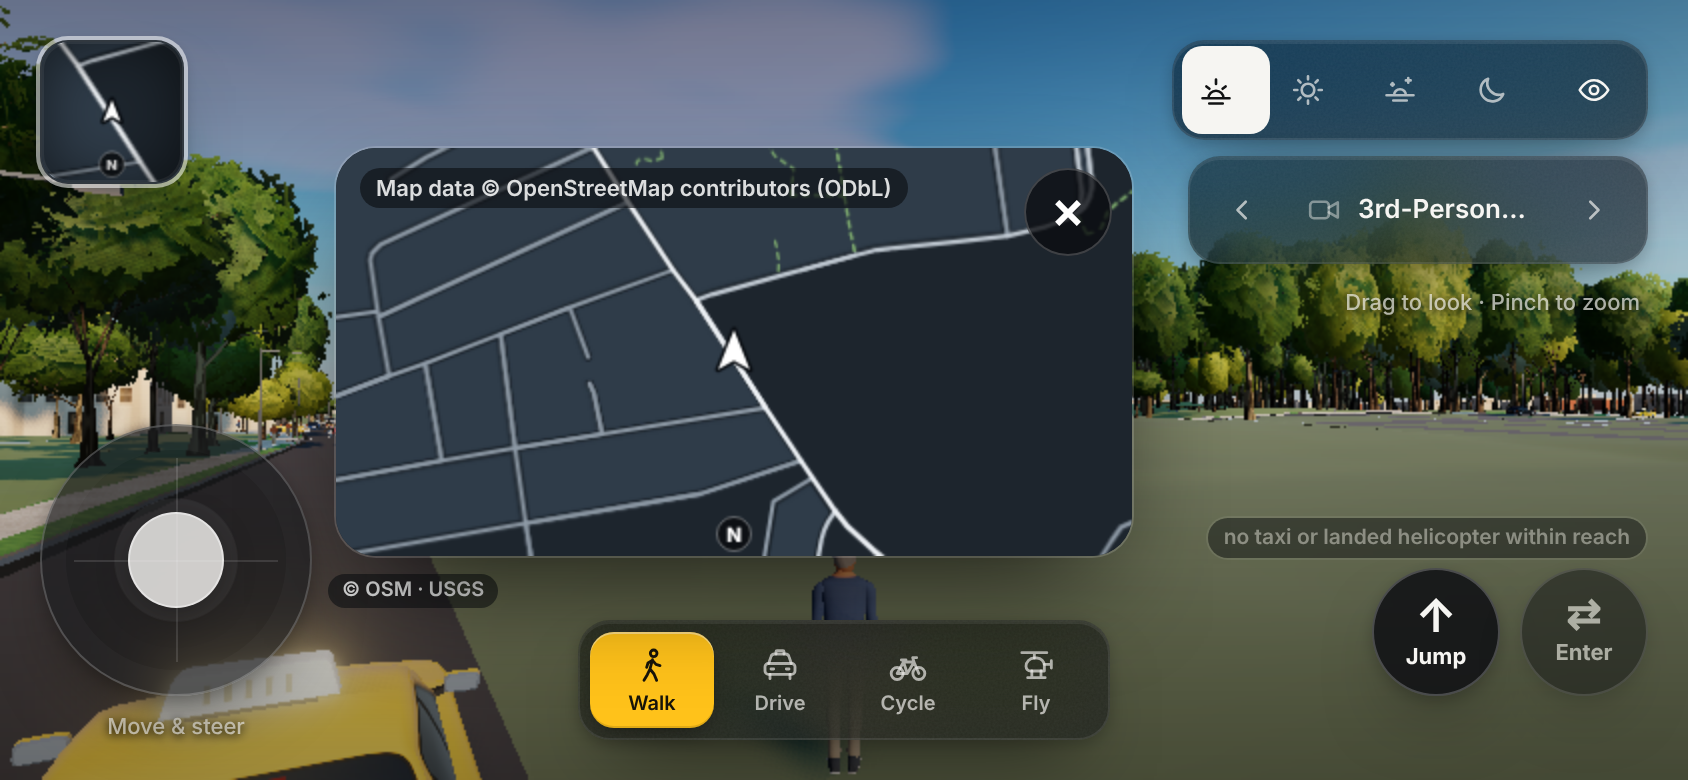 N
Map data © OpenStreetMap contributors (ODbL)
3rd-Person...
Drag to look · Pinch to zoom
N
no taxi or landed helicopter within reach
© OSM · USGS
Jump
Enter
Walk
Drive
Cycle
Fly
Move & steer